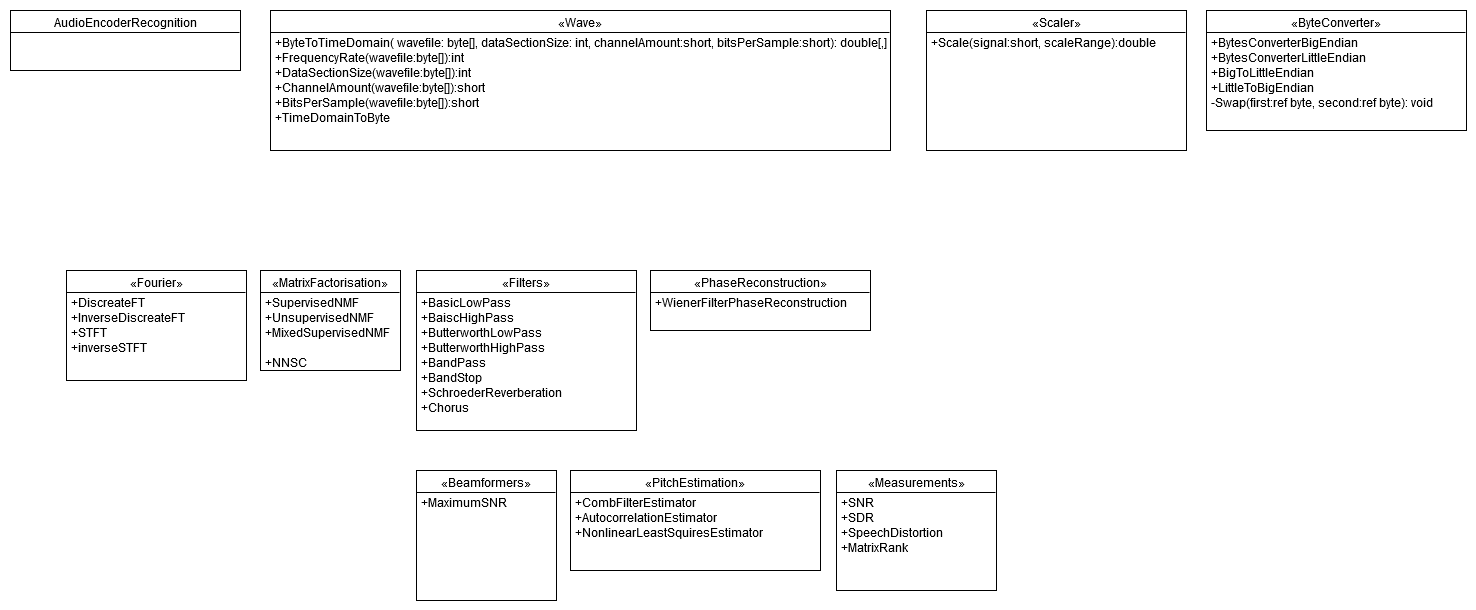 AudioEncoderRecognition
«Wave»
+ByteToTimeDomain( wavefile: byte[], dataSectionSize: int, channelAmount:short, bitsPerSample:short): double[,]
+FrequencyRate(wavefile:byte[]):int
+DataSectionSize(wavefile:byte[]):int
+ChannelAmount(wavefile:byte[]):short
+BitsPerSample(wavefile:byte[]):short
+TimeDomainToByte
«Scaler»
+Scale(signal:short, scaleRange):double
«ByteConverter»
+BytesConverterBigEndian
+BytesConverterLittleEndian
+BigToLittleEndian
+LittleToBigEndian
-Swap(first:ref byte, second:ref byte): void
«Fourier»
+DiscreateFT
+InverseDiscreateFT
+STFT
+inverseSTFT
«MatrixFactorisation»
+SupervisedNMF
+UnsupervisedNMF
+MixedSupervisedNMF
+NNSC
«Filters»
+BasicLowPass
+BaiscHighPass
+ButterworthLowPass
+ButterworthHighPass
+BandPass
+BandStop
+SchroederReverberation
+Chorus
«PhaseReconstruction»
+WienerFilterPhaseReconstruction
«Beamformers»
+MaximumSNR
«PitchEstimation»
+CombFilterEstimator
+AutocorrelationEstimator
+NonlinearLeastSquiresEstimator
«Measurements»
+SNR
+SDR
+SpeechDistortion
+MatrixRank